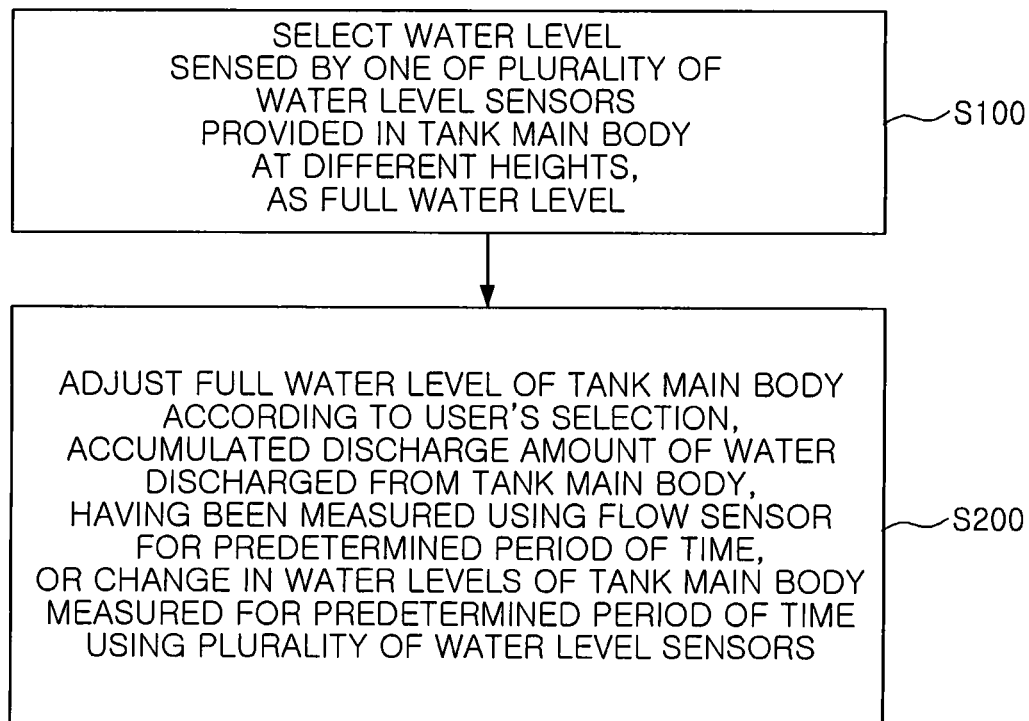 SELECT WATER LEVEL
SENSED BY ONE OF PLURALITY OF
WATER LEVEL SENSORS
PROVIDED IN TANK MAIN BODY
AT DIFFERENT HEIGHTS,
AS FULL WATER LEVEL
S100
ADJUST FULL WATER LEVEL OF TANK MAIN BODY
ACCORDING TO USER'S SELECTION,
ACCUMULATED DISCHARGE AMOUNT OF WATER
DISCHARGED FROM TANK MAIN BODY,
HAVING BEEN MEASURED USING FLOW SENSOR
FOR PREDETERMINED PERIOD OF TIME,
OR CHANGE IN WATER LEVELS OF TANK MAIN BODY
MEASURED FOR PREDETERMINED PERIOD OF TIME
USING PLURALITY OF WATER LEVEL SENSORS
S200